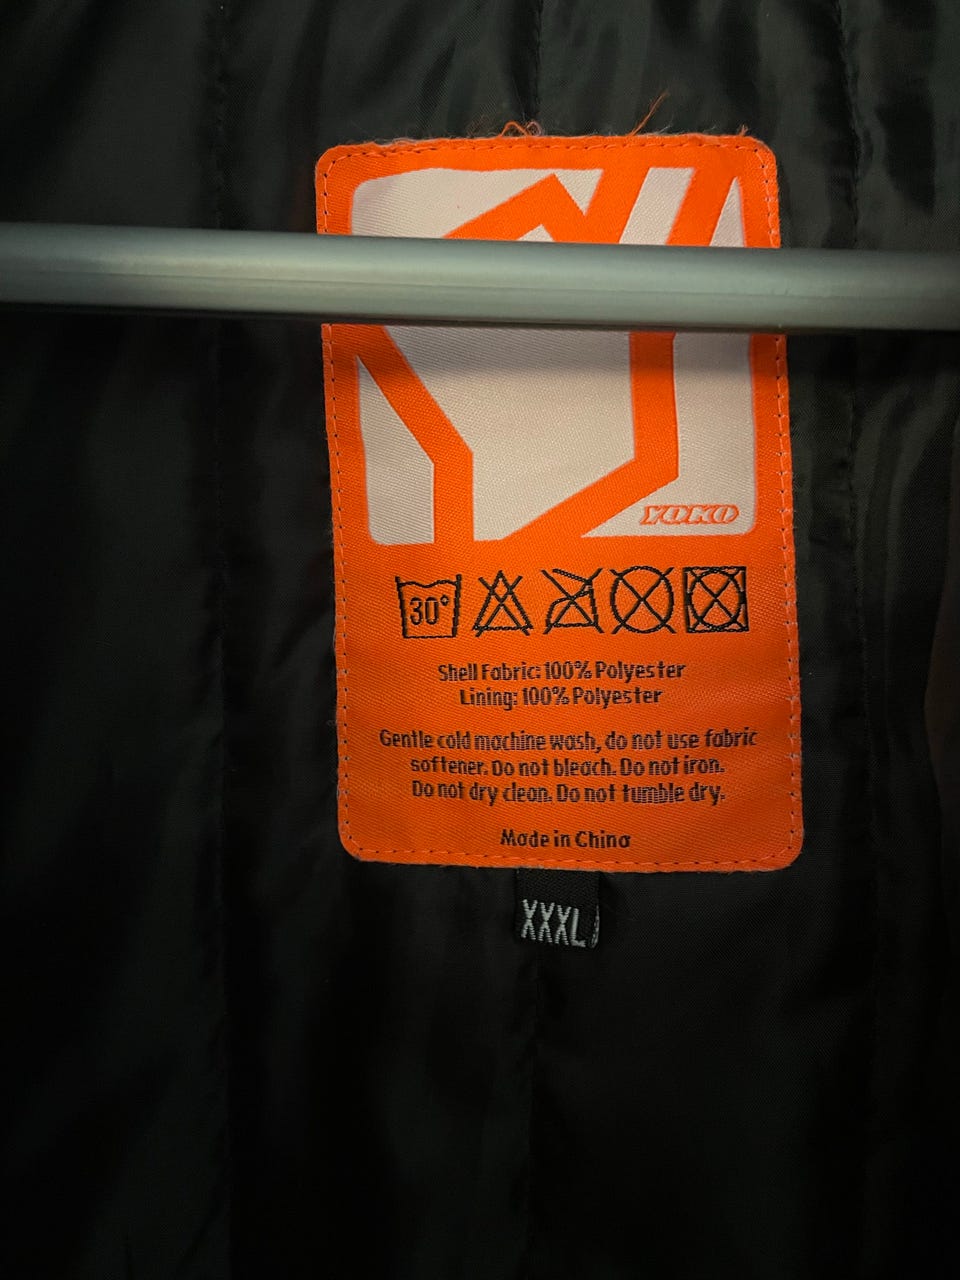 YOKO
30°
Shell Fabric: 100% Polyester
Lining: 100% Polyester
Gentle cold machine wash, do not use fabric
softener. Do not bleach. Do not iron.
Do not dry clean. Do not tumble dry.
Made in China
XXXL